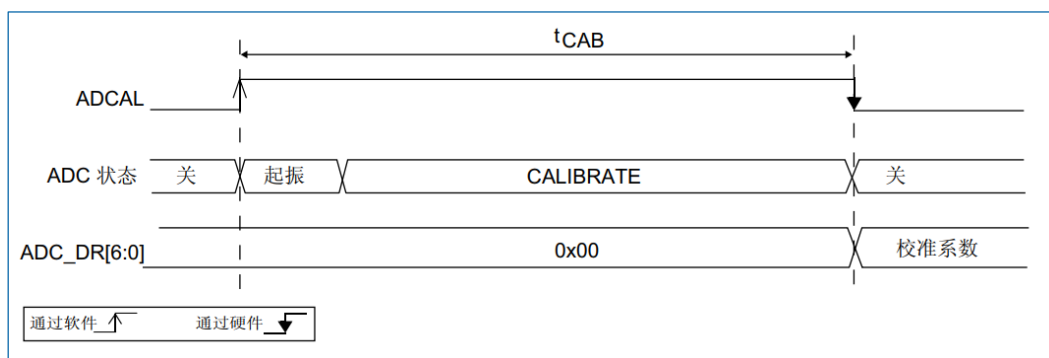 tCAB
ADCAL
ADC 状态 关 起振 CALIBRATE 关
ADC_DR[6:0] 0x00 校准系数
通过软件 通过硬件